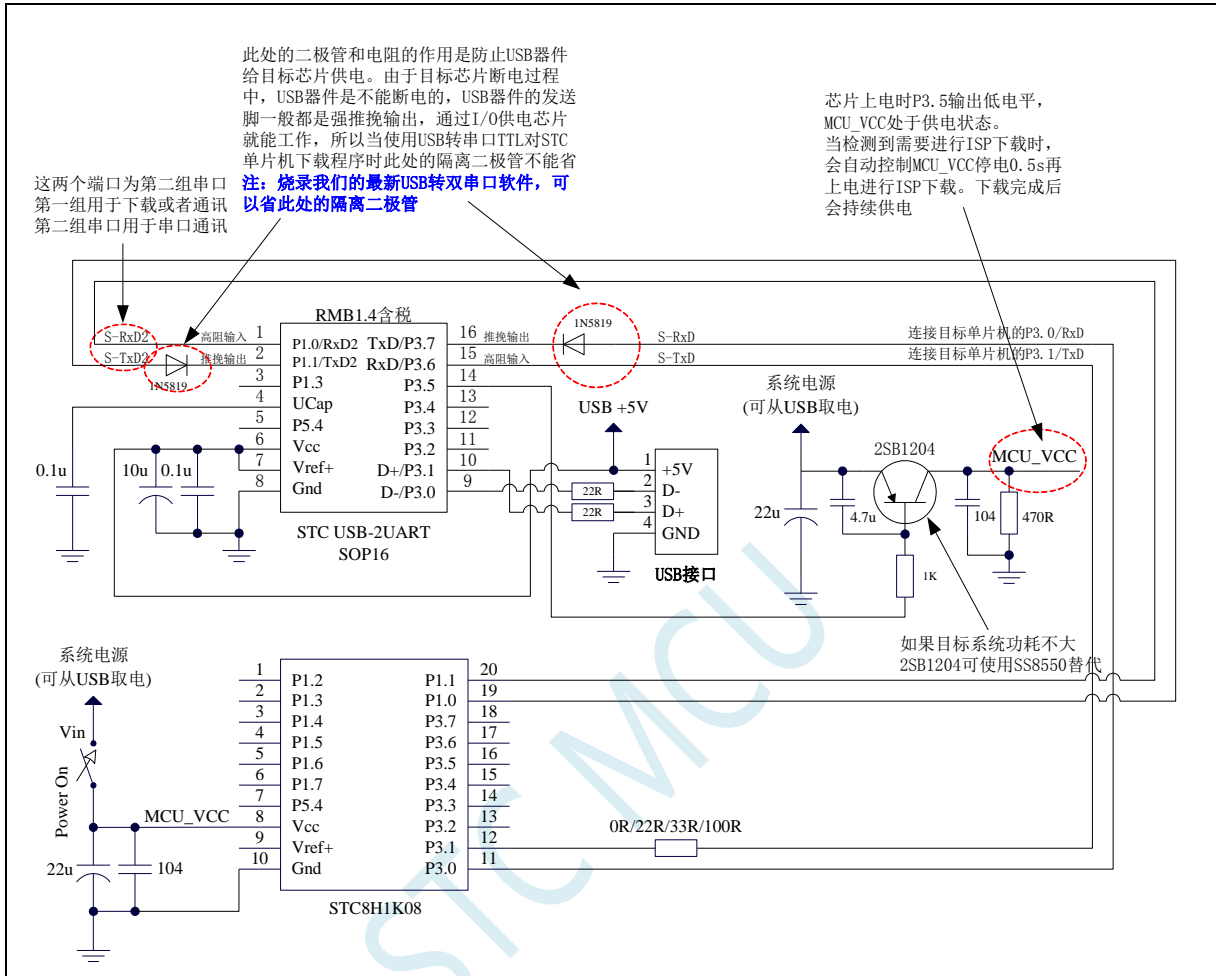 此处的二极管和电阻的作用是防止USB器件
给目标芯片供电。由于目标芯片断电过程
中，USB器件是不能断电的，USB器件的发送
脚一般都是强推挽输出，通过I/O供电芯片
就能工作，所以当使用USB转串口TTL对STC
单片机下载程序时此处的隔离二极管不能省
注：烧录我们的最新USB转双串口软件，可
以省此处的隔离二极管
芯片上电时P3.5输出低电平，
MCU_VCC处于供电状态。
当检测到需要进行ISP下载时，
会自动控制MCU_VCC停电0.5s再
上电进行ISP下载。下载完成后
会持续供电
这两个端口为第二组串口
第一组用于下载或者通讯
第二组串口用于串口通讯
RMB1.4含税
S-RxD2 高阻输入 1 P1.0/RxD2 TxD/P3.7 16 推挽输出 1N5819 S-RxD 连接目标单片机的P3.0/RxD
S-TxD2 推挽输出 2 P1.1/TxD2 RxD/P3.6 15 高阻输入 S-TxD 连接目标单片机的P3.1/TxD
1N5819 3 P1.3 P3.5 14
4 UCap P3.4 13
5 P5.4 P3.3 12
6 Vcc P3.2 11
7 Vref+ D+/P3.1 10
8 Gnd D-/P3.0 9
STC USB-2UART
SOP16
0.1u
10u
0.1u
USB +5V
1 +5V
2 D-
3 D+
4 GND
22R
22R
USB接口
系统电源
(可从USB取电)
2SB1204
MCU_VCC
22u
4.7u
104
470R
1K
如果目标系统功耗不大
2SB1204可使用SS8550替代
系统电源
(可从USB取电)
Vin
Power On
MCU_VCC
22u
104
1 P1.2 P1.1 20
2 P1.3 P1.0 19
3 P1.4 P3.7 18
4 P1.5 P3.6 17
5 P1.6 P3.5 16
6 P1.7 P3.4 15
7 P5.4 P3.3 14
8 Vcc P3.2 13
9 Vref+ P3.1 12
10 Gnd P3.0 11
0R/22R/33R/100R
STC8H1K08
STC MCU